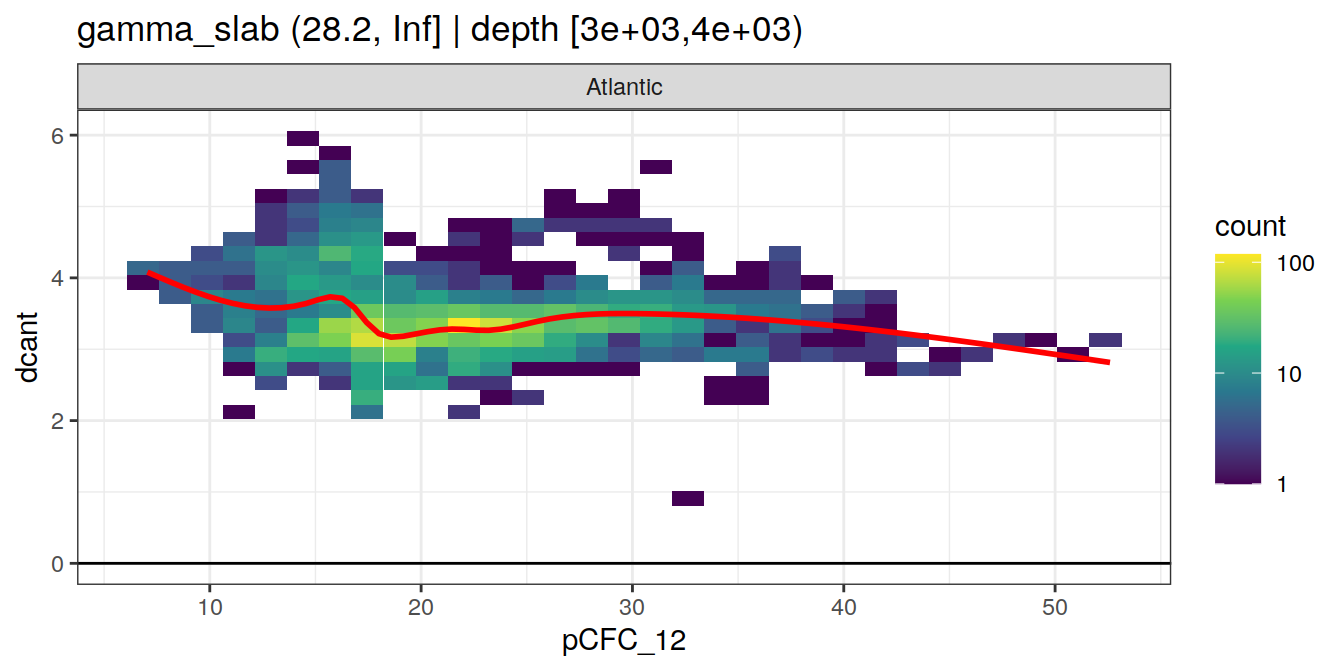 gamma_slab (28.2, Inf] | depth [3e+03,4e+03)
Atlantic
6
4
2
0
dcant
10
20
30
40
50
pCFC_12
count
100
10
1